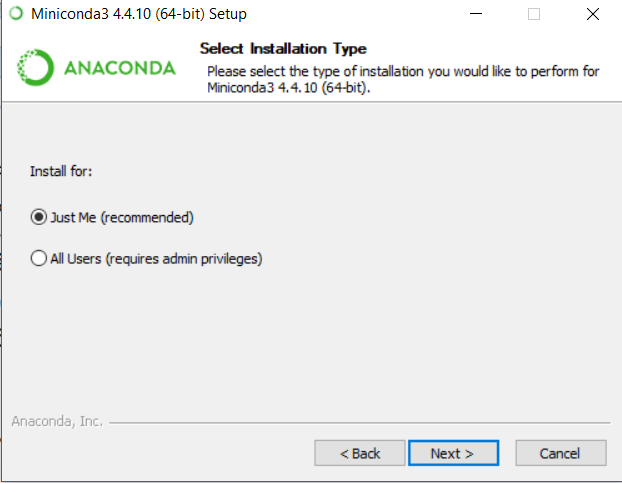 Miniconda3 4.4.10 (64-bit) Setup
ANACONDA
Select Installation Type
Please select the type of installation you would like to perform for
Miniconda3 4.4.10 (64-bit).
Install for:
Just Me (recommended)
All Users (requires admin privileges)
Anaconda, Inc.
< Back
Next >
Cancel